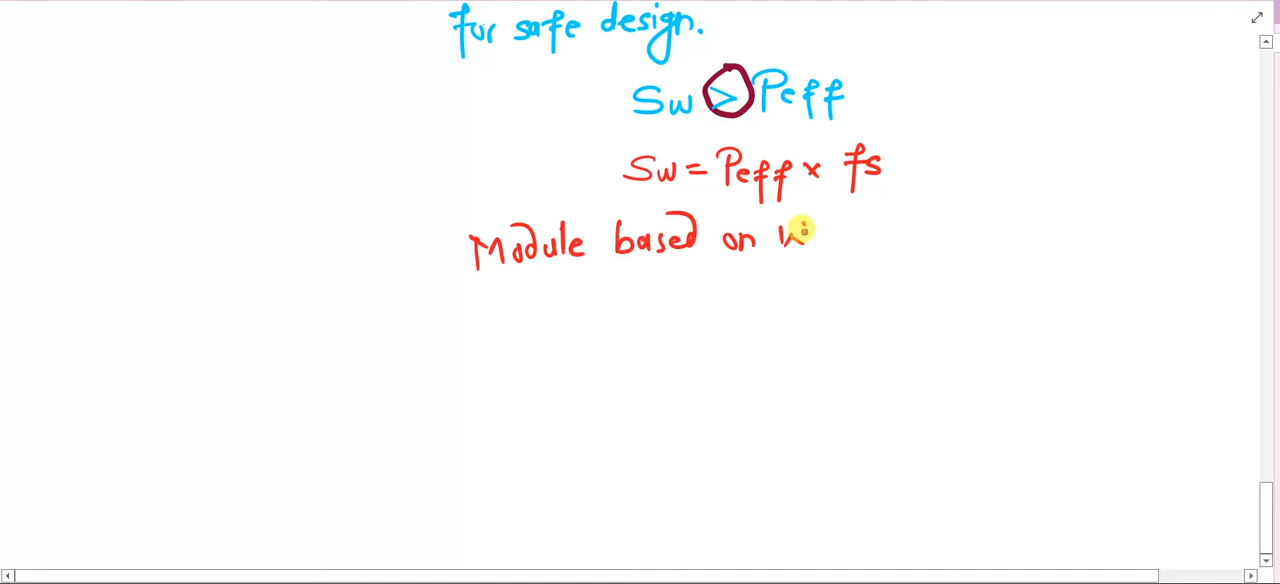 for safe design.
Sw > Peff
Sw = Peff × fs
Module based on